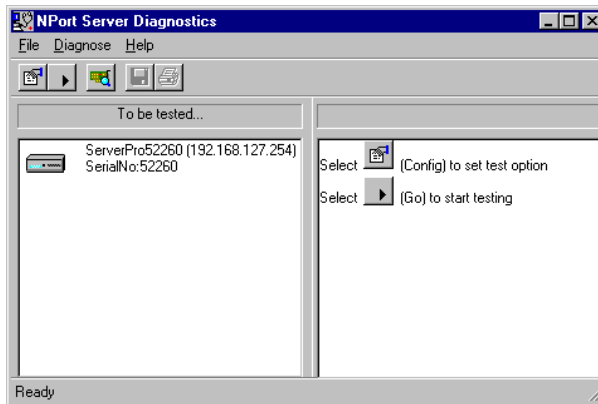 NPort Server Diagnostics
File Diagnose Help
To be tested...
ServerPro52260 (192.168.127.254)
SerialNo:52260
Select (Config) to set test option
Select (Go) to start testing
Ready